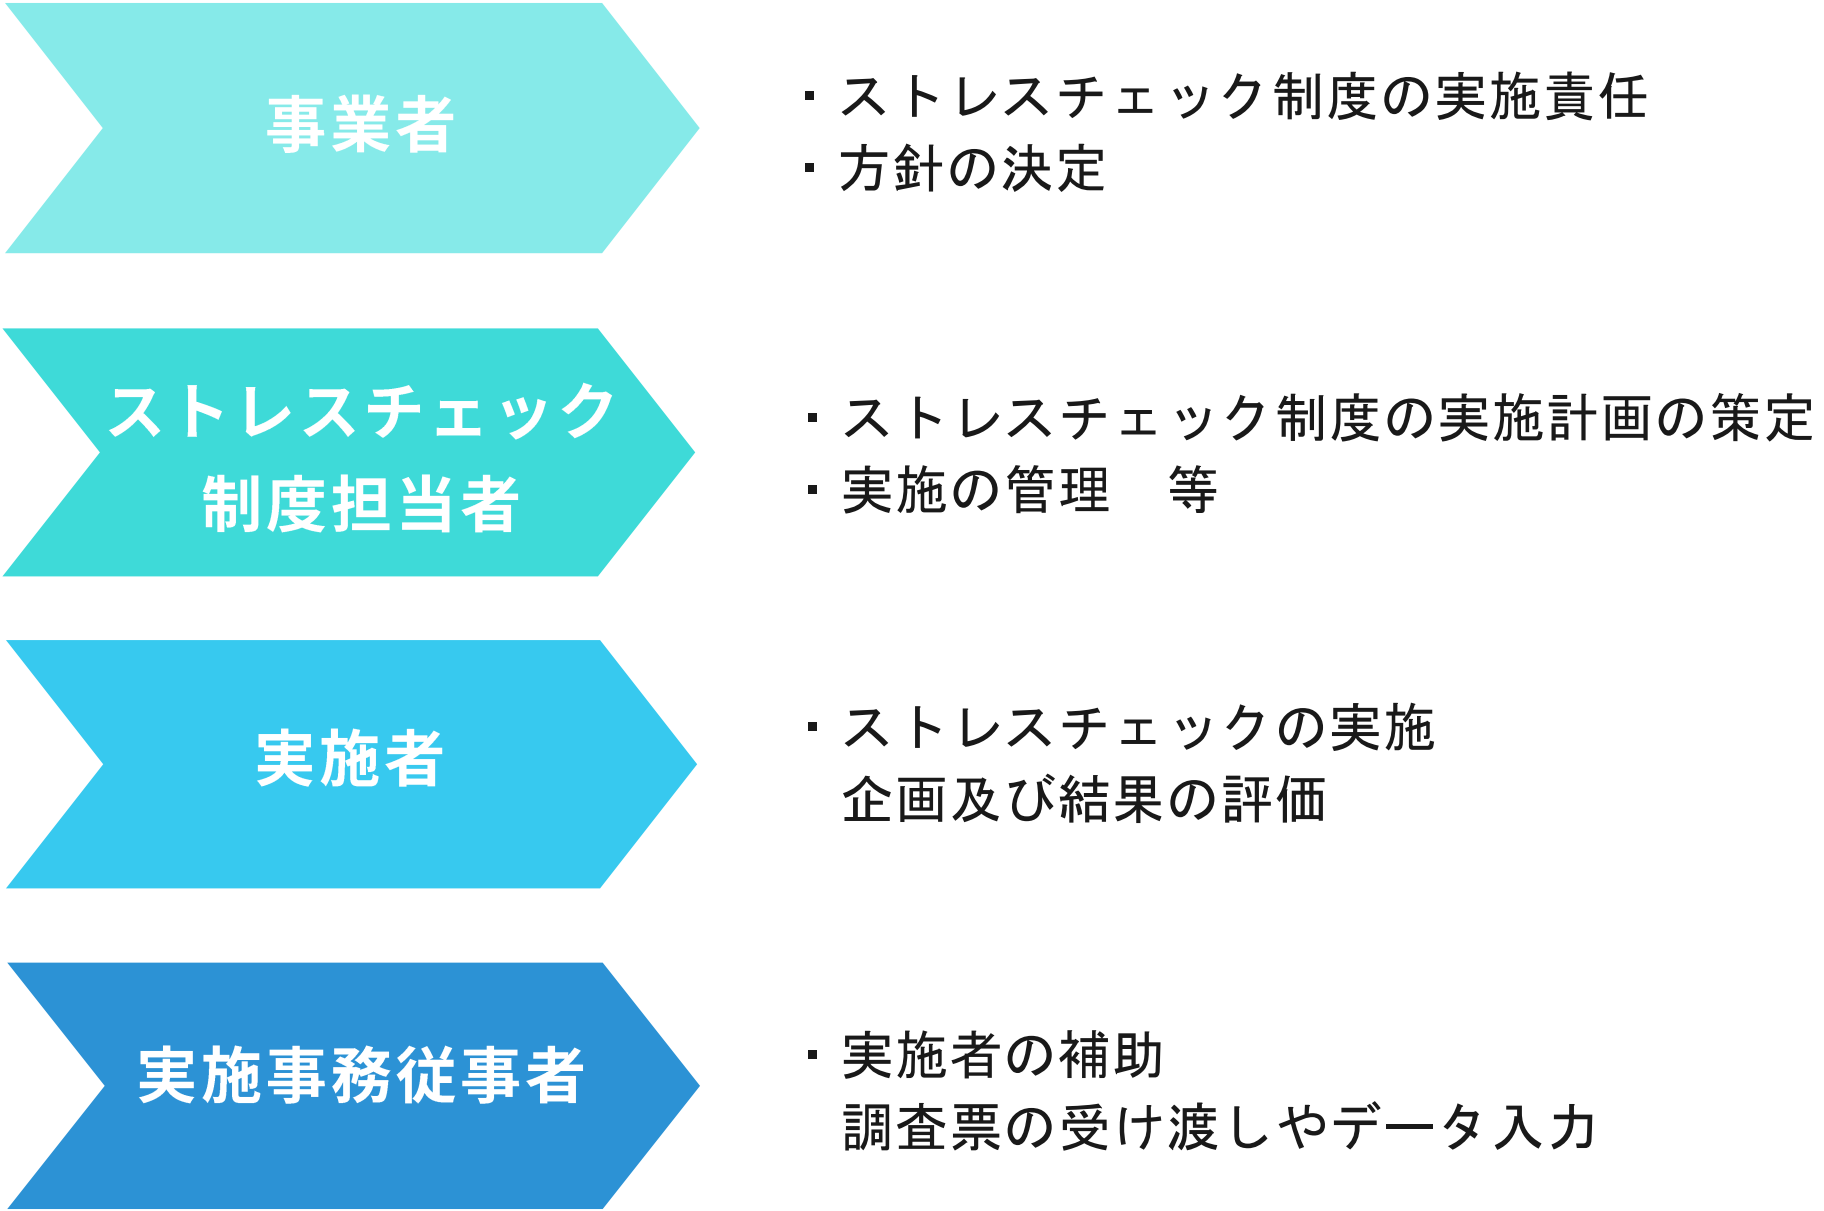 事業者
・ストレスチェック制度の実施責任
・方針の決定
ストレスチェック
制度担当者
・ストレスチェック制度の実施計画の策定
・実施の管理　等
実施者
・ストレスチェックの実施
企画及び結果の評価
実施事務従事者
・実施者の補助
調査票の受け渡しやデータ入力